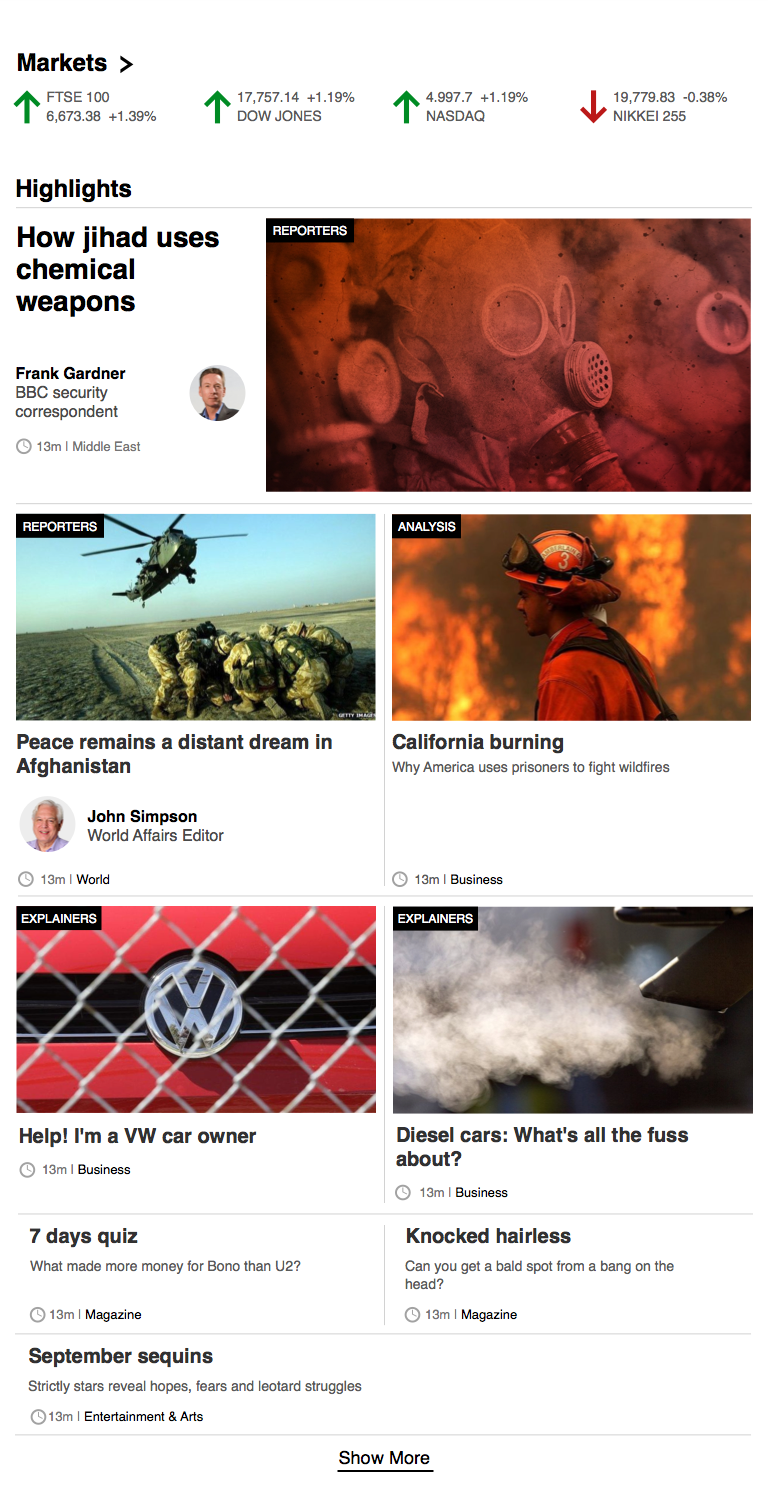 Markets >
FTSE 100
6,673.38 +1.39%
17,757.14 +1.19%
DOW JONES
4.997.7 +1.19%
NASDAQ
19,779.83 -0.38%
NIKKEI 255
Highlights
How jihad uses
chemical
weapons
Frank Gardner
BBC security
correspondent
13m | Middle East
REPORTERS
REPORTERS
GETTY IMAGES
Peace remains a distant dream in
Afghanistan
John Simpson
World Affairs Editor
13m | World
ANALYSIS
3
California burning
Why America uses prisoners to fight wildfires
13m | Business
EXPLAINERS
Help! I'm a VW car owner
13m | Business
EXPLAINERS
Diesel cars: What's all the fuss
about?
13m | Business
7 days quiz
What made more money for Bono than U2?
13m | Magazine
Knocked hairless
Can you get a bald spot from a bang on the
head?
13m | Magazine
September sequins
Strictly stars reveal hopes, fears and leotard struggles
13m | Entertainment & Arts
Show More